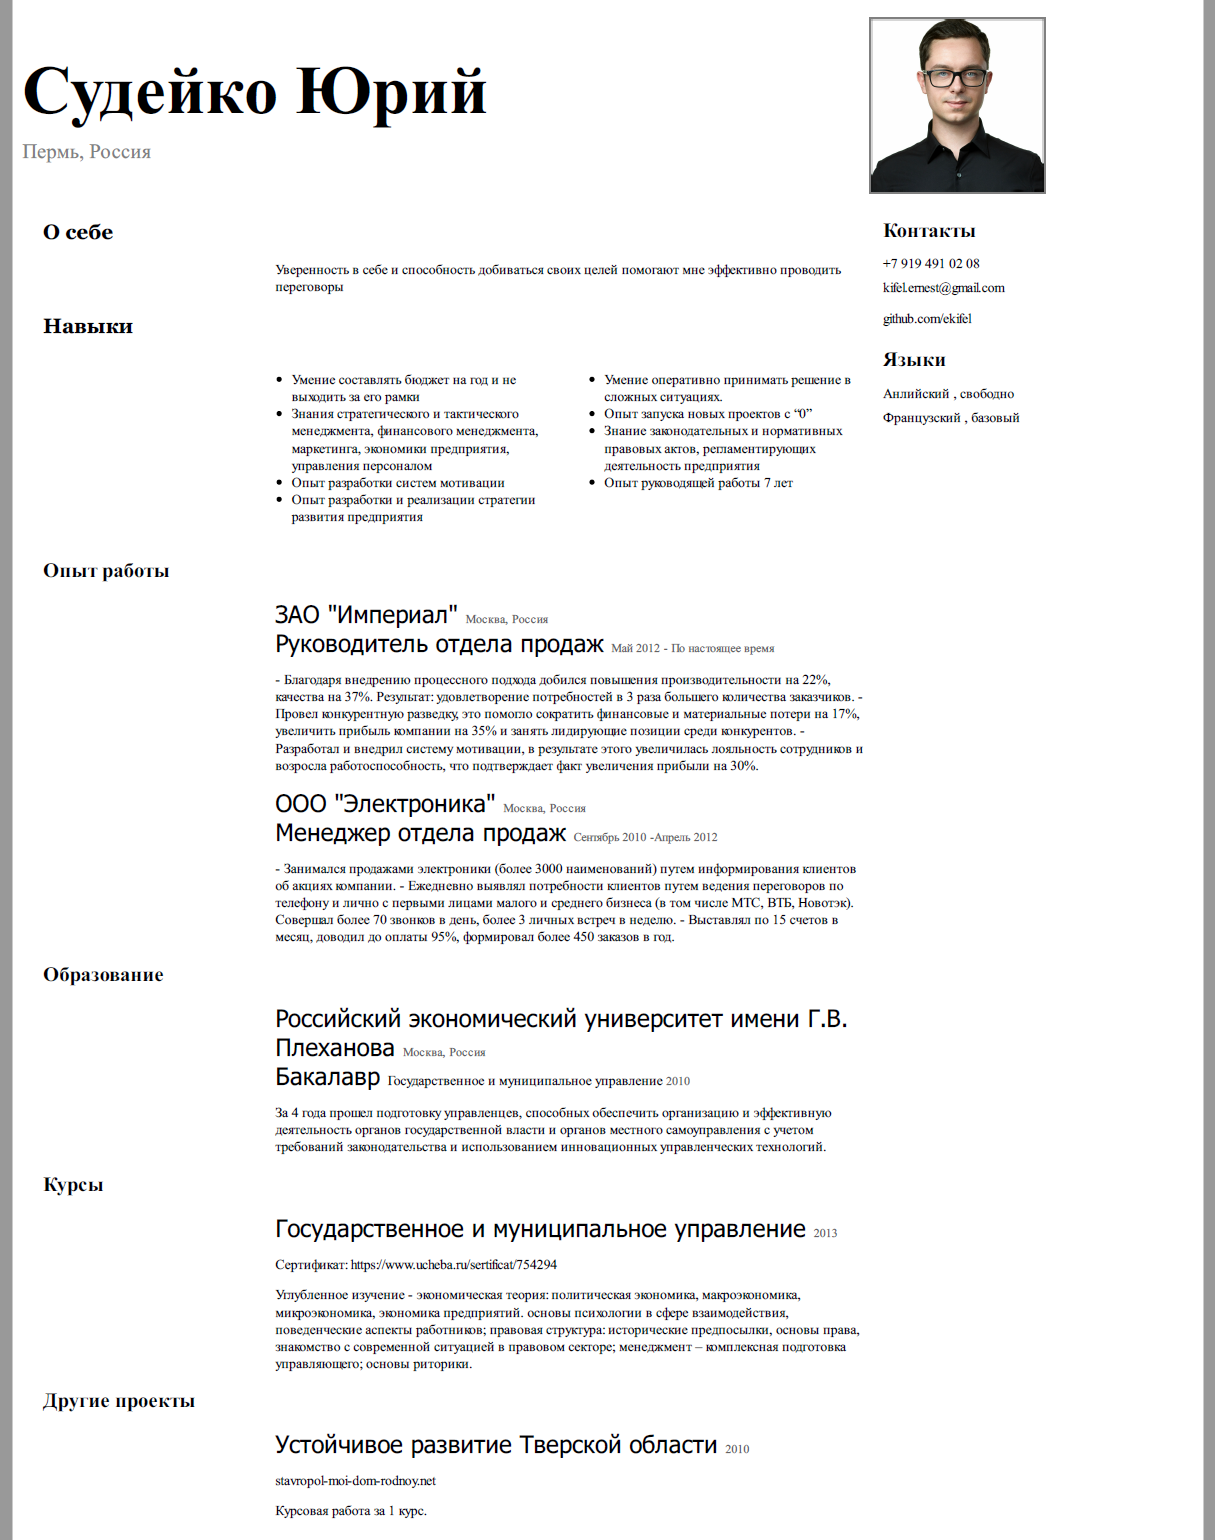 Судейко Юрий
Пермь, Россия
О себе
Уверенность в себе и способность добиваться своих целей помогают мне эффективно проводить
переговоры
Навыки
Умение составлять бюджет на год и не
выходить за его рамки
Знания стратегического и тактического
менеджмента, финансового менеджмента,
маркетинга, экономики предприятия,
управления персоналом
Опыт разработки систем мотивации
Опыт разработки и реализации стратегии
развития предприятия
Умение оперативно принимать решение в
сложных ситуациях.
Опыт запуска новых проектов с “0”
Знание законодательных и нормативных
правовых актов, регламентирующих
деятельность предприятия
Опыт руководящей работы 7 лет
Опыт работы
ЗАО "Империал" Москва, Россия
Руководитель отдела продаж Май 2012 - По настоящее время
- Благодаря внедрению процессного подхода добился повышения производительности на 22%,
качества на 37%. Результат: удовлетворение потребностей в 3 раза большего количества заказчиков. -
Провел конкурентную разведку, это помогло сократить финансовые и материальные потери на 17%,
увеличить прибыль компании на 35% и занять лидирующие позиции среди конкурентов. -
Разработал и внедрил систему мотивации, в результате этого увеличилась лояльность сотрудников и
возросла работоспособность, что подтверждает факт увеличения прибыли на 30%.
ООО "Электроника" Москва, Россия
Менеджер отдела продаж Сентябрь 2010 -Апрель 2012
- Занимался продажами электроники (более 3000 наименований) путем информирования клиентов
об акциях компании. - Ежедневно выявлял потребности клиентов путем ведения переговоров по
телефону и лично с первыми лицами малого и среднего бизнеса (в том числе МТС, ВТБ, Новотэк).
Совершал более 70 звонков в день, более 3 личных встреч в неделю. - Выставлял по 15 счетов в
месяц, доводил до оплаты 95%, формировал более 450 заказов в год.
Образование
Российский экономический университет имени Г.В.
Плеханова Москва, Россия
Бакалавр Государственное и муниципальное управление 2010
За 4 года прошел подготовку управленцев, способных обеспечить организацию и эффективную
деятельность органов государственной власти и органов местного самоуправления с учетом
требований законодательства и использованием инновационных управленческих технологий.
Курсы
Государственное и муниципальное управление 2013
Сертификат: https://www.ucheba.ru/sertificat/754294
Углубленное изучение - экономическая теория: политическая экономика, макроэкономика,
микроэкономика, экономика предприятий. основы психологии в сфере взаимодействия,
поведенческие аспекты работников; правовая структура: исторические предпосылки, основы права,
знакомство с современной ситуацией в правовом секторе; менеджмент – комплексная подготовка
управляющего; основы риторики.
Другие проекты
Устойчивое развитие Тверской области 2010
stavropol-moi-dom-rodnoy.net
Курсовая работа за 1 курс.
Контакты
+7 919 491 02 08
kifel.ernest@gmail.com
github.com/ekifel
Языки
Анлийский , свободно
Французский , базовый